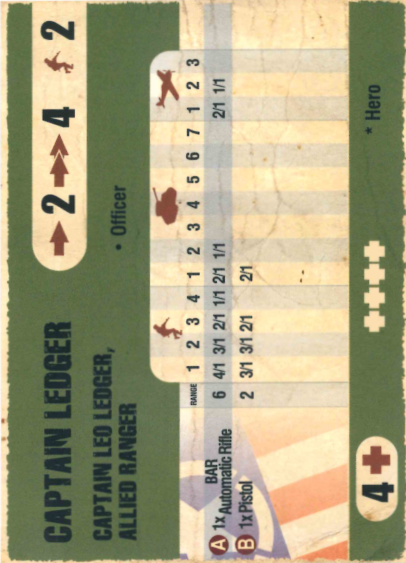 CAPTAIN LEDGER
2 4 2
CAPTAIN LEO LEDGER,
ALLIED RANGER
• Officer
RANGE 1 2 3 4 1 2 3 4 5 6 7 1 2 3
BAR
A 1x Automatic Rifle 6 4/1 3/1 2/1 1/1 2/1 1/1 2/1 1/1
B 1x Pistol 2 3/1 3/1 2/1 2/1
4
* Hero